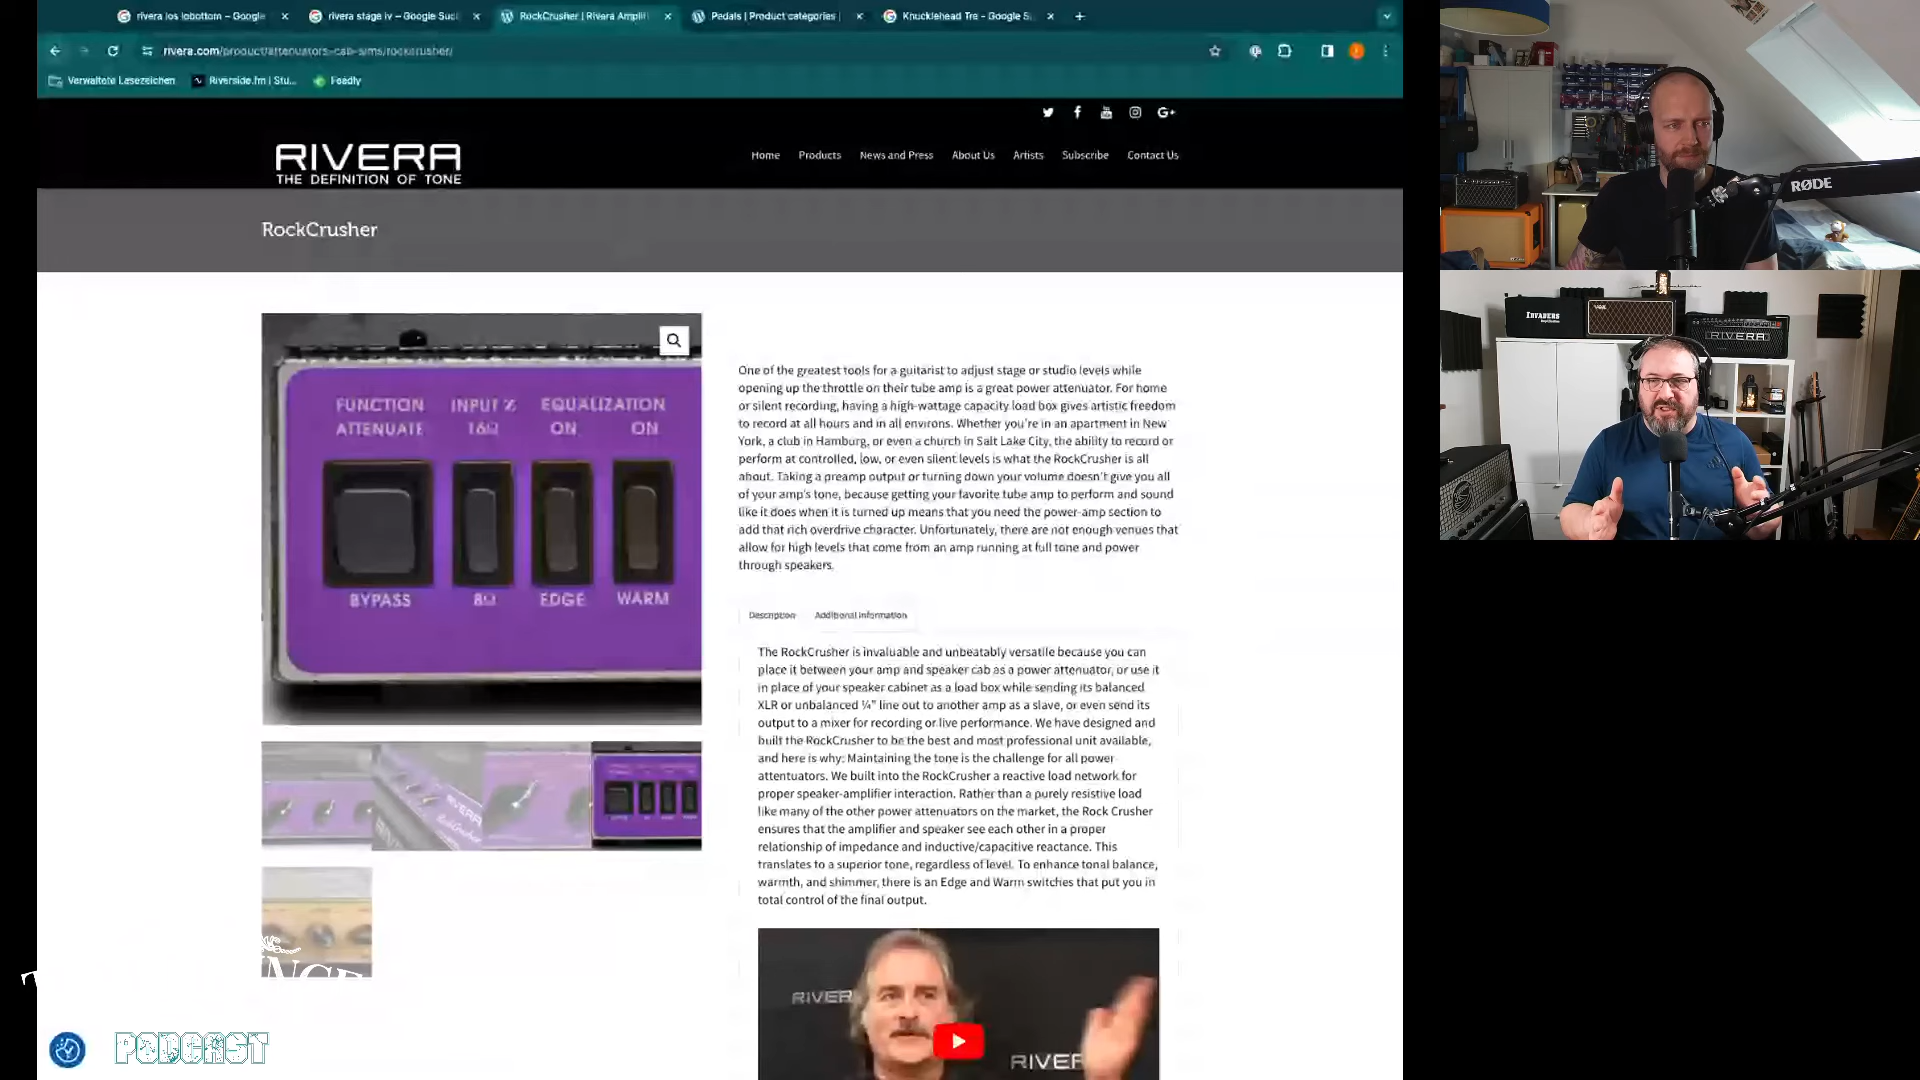 rivera los lobottom – Google
rivera stage iv – Google Suc
RockCrusher | Rivera Amplifi
Pedals | Product categories |
Knucklehead Tre - Google S
rivera.com/product/attenuators-cab-sims/rockcrusher/
Verwaltete Lesezeichen
Riverside.fm | Stu...
Feedly
RIVERA
THE DEFINITION OF TONE
Home Products News and Press About Us Artists Subscribe Contact Us
RockCrusher
FUNCTION INPUT Z EQUALIZATION
ATTENUATE 16Ω ON ON
BYPASS 8Ω EDGE WARM
One of the greatest tools for a guitarist to adjust stage or studio levels while
opening up the throttle on their tube amp is a great power attenuator. For home
or silent recording, having a high-wattage capacity load box gives artistic freedom
to record at all hours and in all environs. Whether you're in an apartment in New
York, a club in Hamburg, or even a church in Salt Lake City, the ability to record or
perform at controlled, low, or even silent levels is what the RockCrusher is all
about. Taking a preamp output or turning down your volume doesn't give you all
of your amp's tone, because getting your favorite tube amp to perform and sound
like it does when it is turned up means that you need the power-amp section to
add that rich overdrive character. Unfortunately, there are not enough venues that
allow for high levels that come from an amp running at full tone and power
through speakers.
Description Additional information
The RockCrusher is invaluable and unbeatably versatile because you can
place it between your amp and speaker cab as a power attenuator, or use it
in place of your speaker cabinet as a load box while sending its balanced
XLR or unbalanced ¼" line out to another amp as a slave, or even send its
output to a mixer for recording or live performance. We have designed and
built the RockCrusher to be the best and most professional unit available,
and here is why: Maintaining the tone is the challenge for all power
attenuators. We built into the RockCrusher a reactive load network for
proper speaker-amplifier interaction. Rather than a purely resistive load
like many of the other power attenuators on the market, the Rock Crusher
ensures that the amplifier and speaker see each other in a proper
relationship of impedance and inductive/capacitive reactance. This
translates to a superior tone, regardless of level. To enhance tonal balance,
warmth, and shimmer, there is an Edge and Warm switches that put you in
total control of the final output.
RIVERA
RockCrusher
RIVER
RIVER
PODCAST
RØDE
INVADERS
VOX
RIVERA